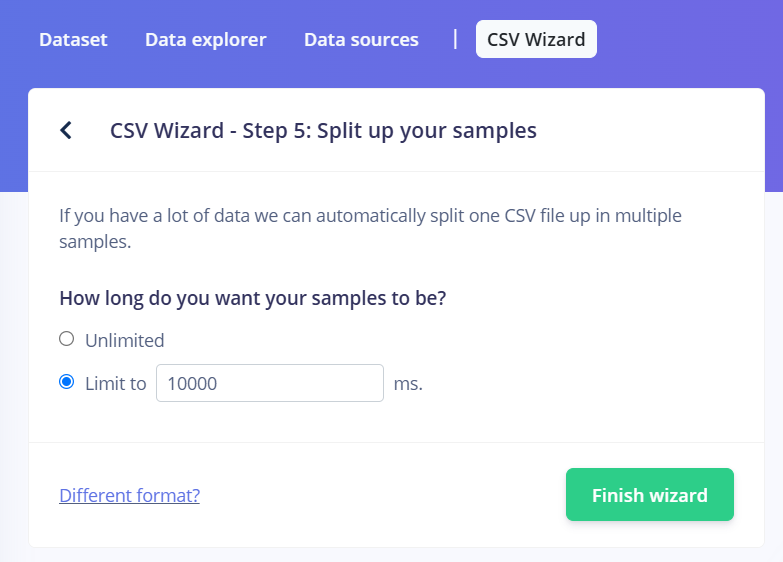 Dataset Data explorer Data sources | CSV Wizard
CSV Wizard - Step 5: Split up your samples
If you have a lot of data we can automatically split one CSV file up in multiple
samples.
How long do you want your samples to be?
Unlimited
Limit to 10000 ms.
Different format? Finish wizard